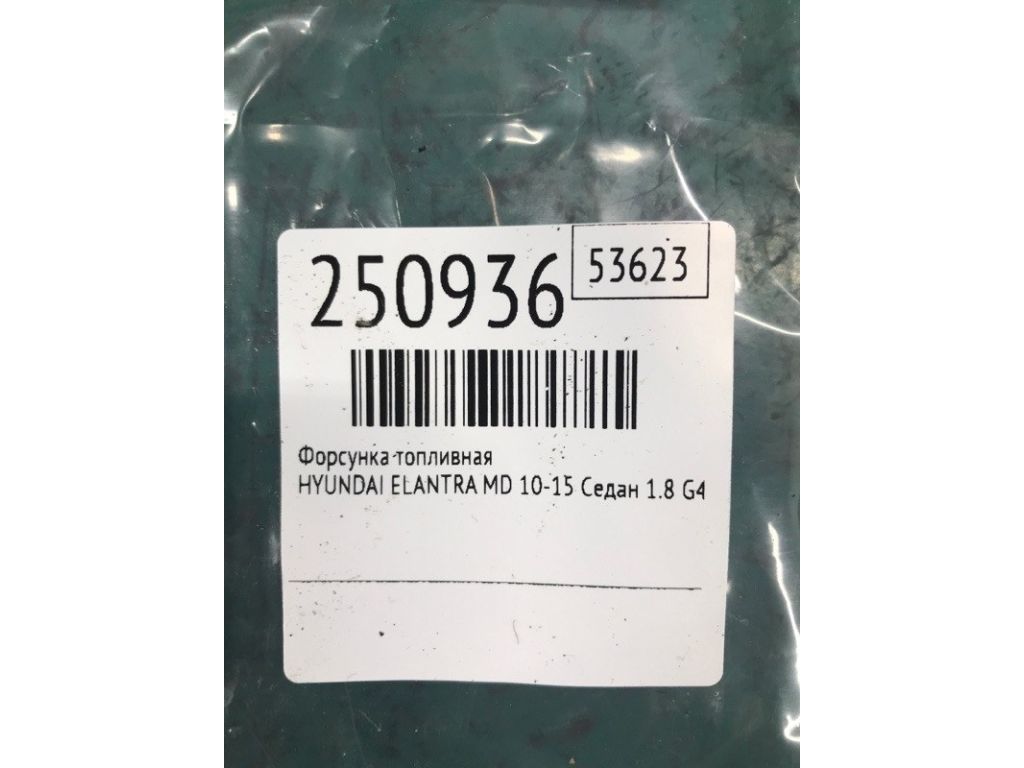 250936
53623
Форсунка топливная
HYUNDAI ELANTRA MD 10-15 Седан 1.8 G4